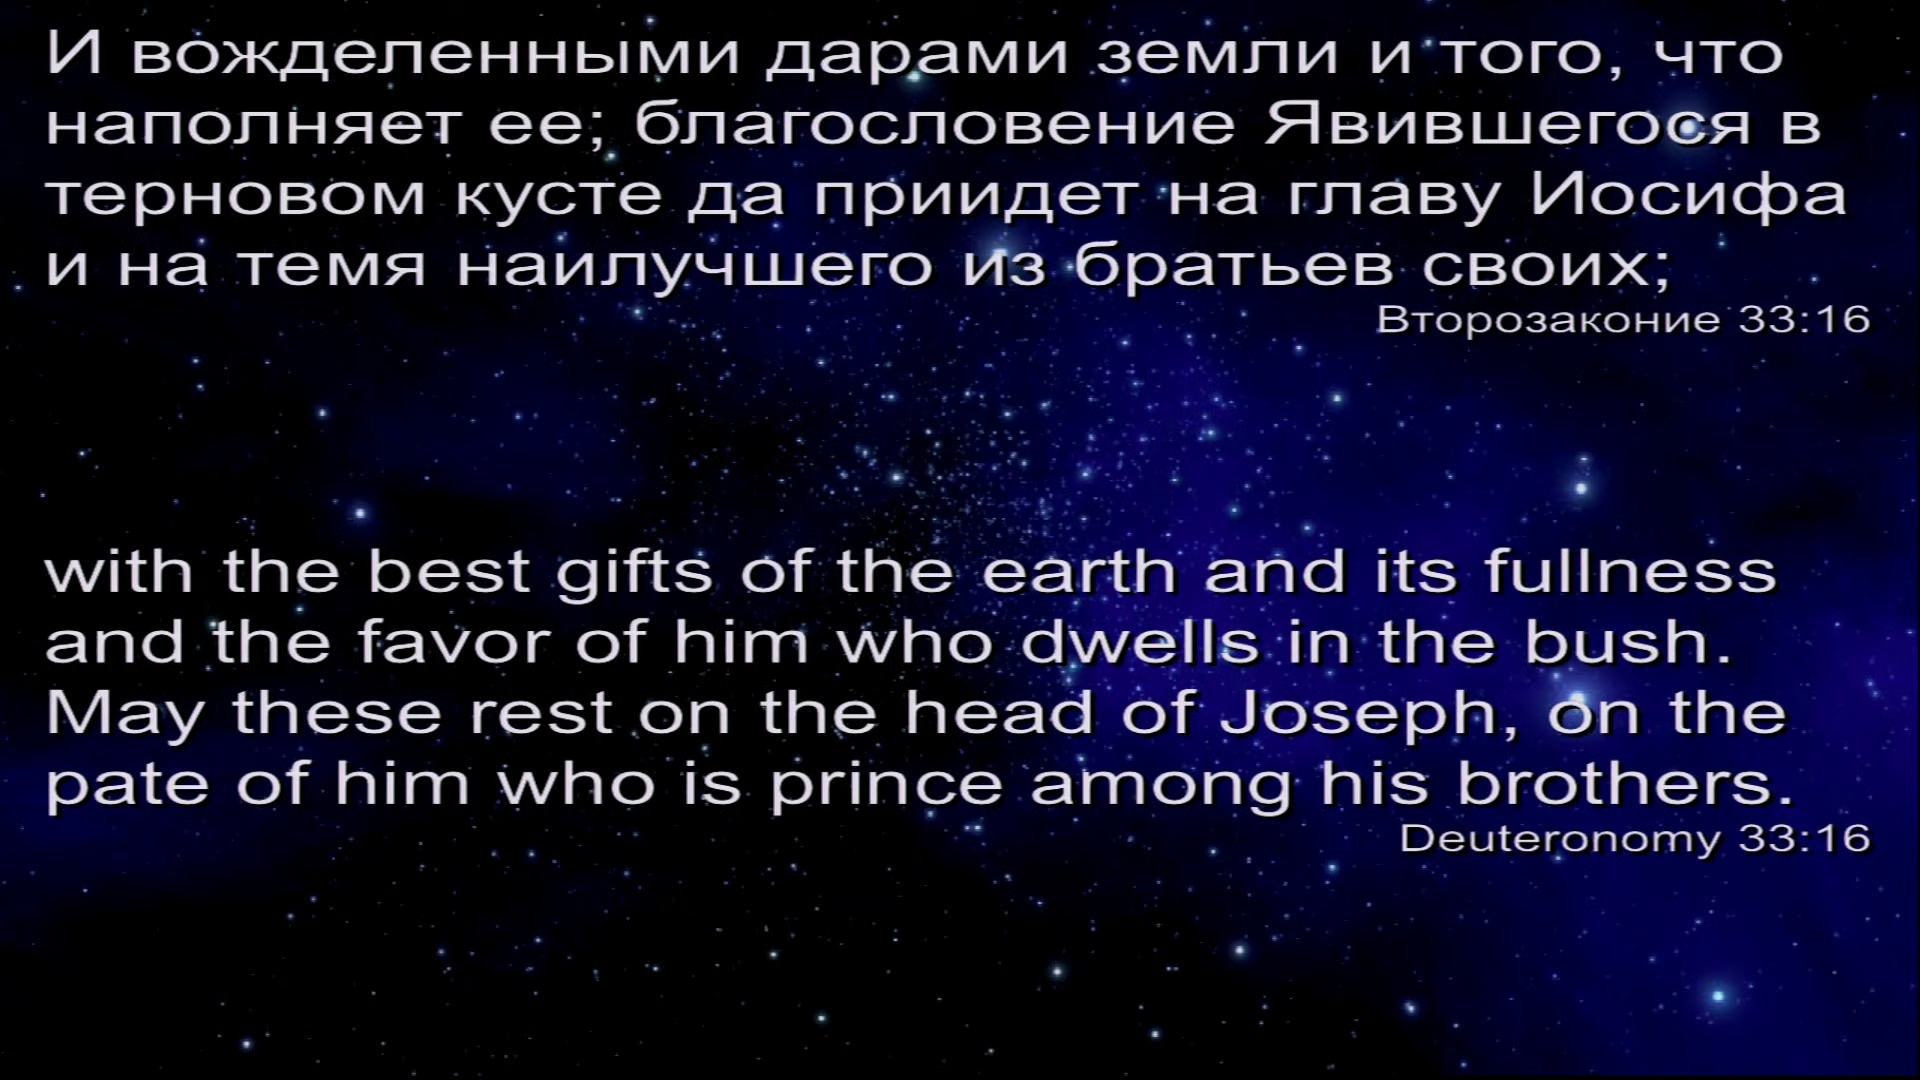 И вожделенными дарами земли и того, что
наполняет ее; благословение Явившегося в
терновом кусте да приидет на главу Иосифа
и на темя наилучшего из братьев своих;
Второзаконие 33:16
with the best gifts of the earth and its fullness
and the favor of him who dwells in the bush.
May these rest on the head of Joseph, on the
pate of him who is prince among his brothers.
Deuteronomy 33:16